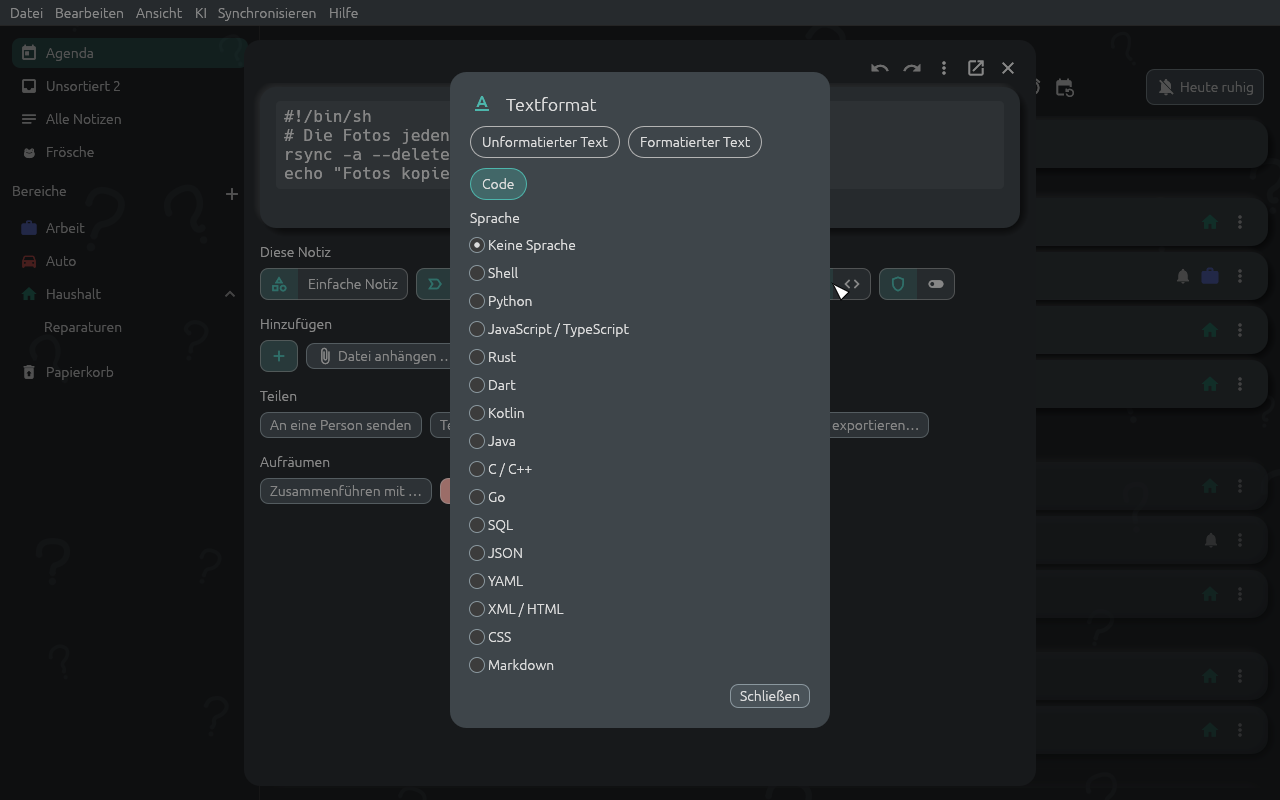 Datei Bearbeiten Ansicht KI Synchronisieren Hilfe
Agenda
Unsortiert 2
Alle Notizen
Frösche
Bereiche
Arbeit
Auto
Haushalt
Reparaturen
Papierkorb
Heute ruhig
#!/bin/sh
# Die Fotos jeden
rsync -a --delete
echo "Fotos kopie
Diese Notiz
Einfache Notiz
Hinzufügen
Datei anhängen ..
Teilen
An eine Person senden
exportieren…
Aufräumen
Zusammenführen mit …
Textformat
Unformatierter Text
Formatierter Text
Code
Sprache
Keine Sprache
Shell
Python
JavaScript / TypeScript
Rust
Dart
Kotlin
Java
C / C++
Go
SQL
JSON
YAML
XML / HTML
CSS
Markdown
Schließen